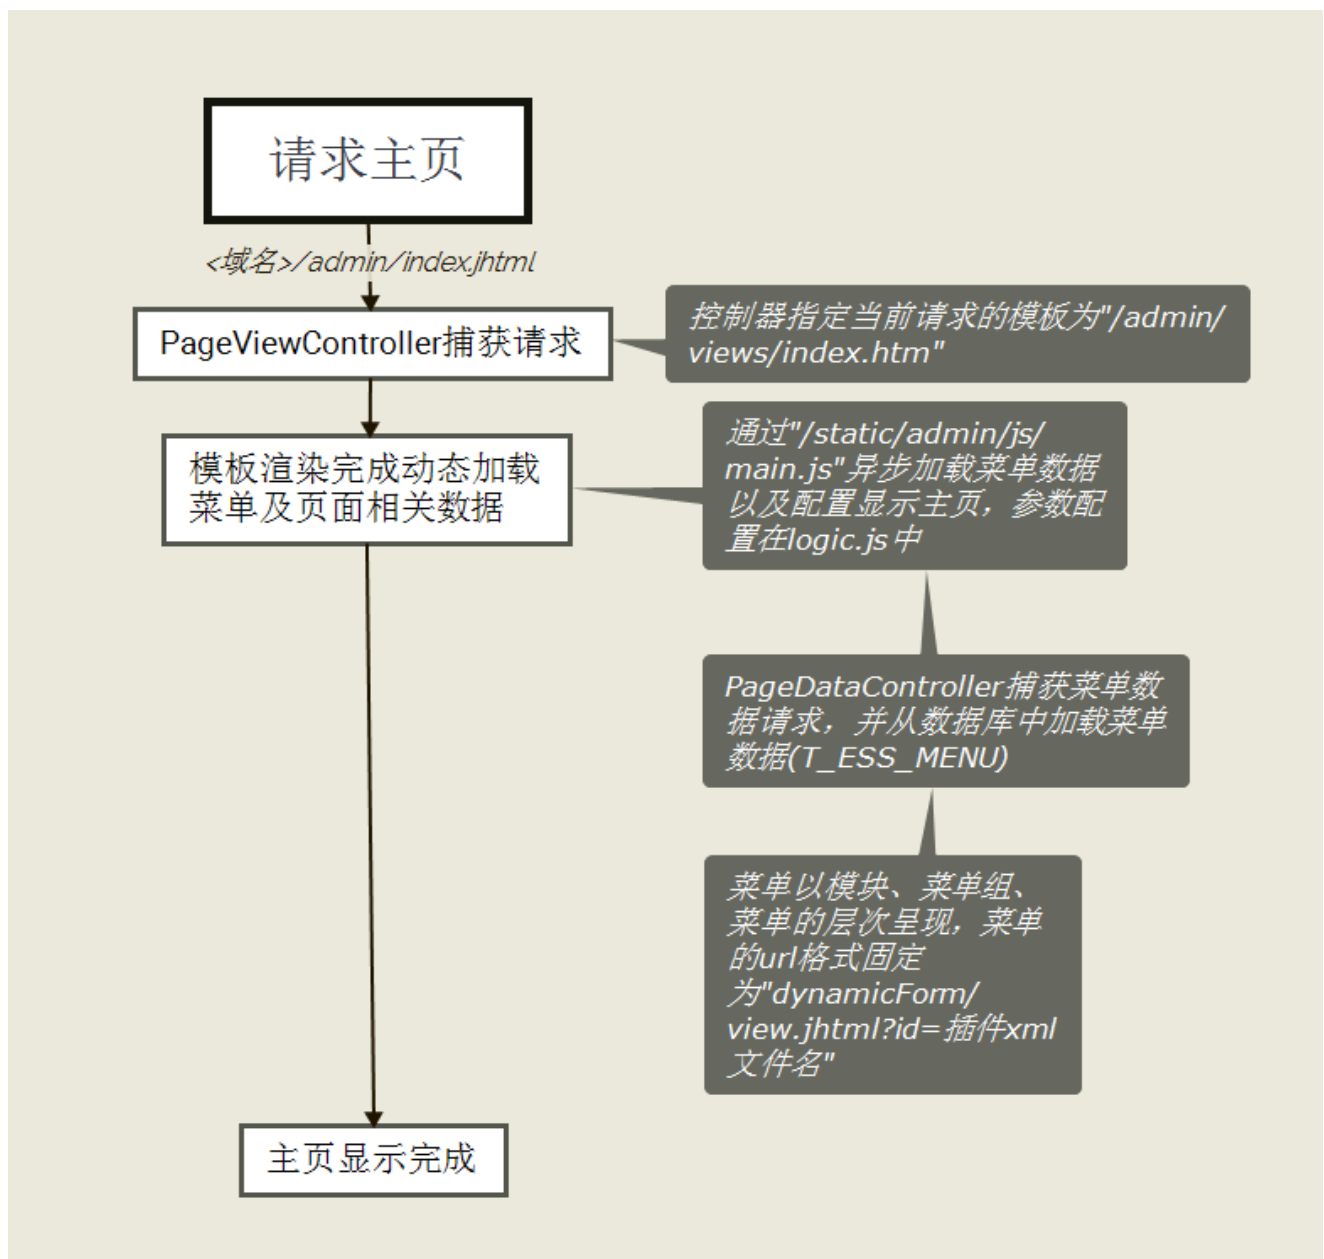 请求主页
<域名>/admin/index.jhtml
PageViewController捕获请求
控制器指定当前请求的模板为"/admin/
views/index.htm"
模板渲染完成动态加载
菜单及页面相关数据
通过"/static/admin/js/
main.js"异步加载菜单数据
以及配置显示主页，参数配
置在logic.js中
PageDataController捕获菜单数
据请求，并从数据库中加载菜单
数据(T_ESS_MENU)
菜单以模块、菜单组、
菜单的层次呈现，菜单
的url格式固定
为"dynamicForm/
view.jhtml?id=插件xml
文件名"
主页显示完成